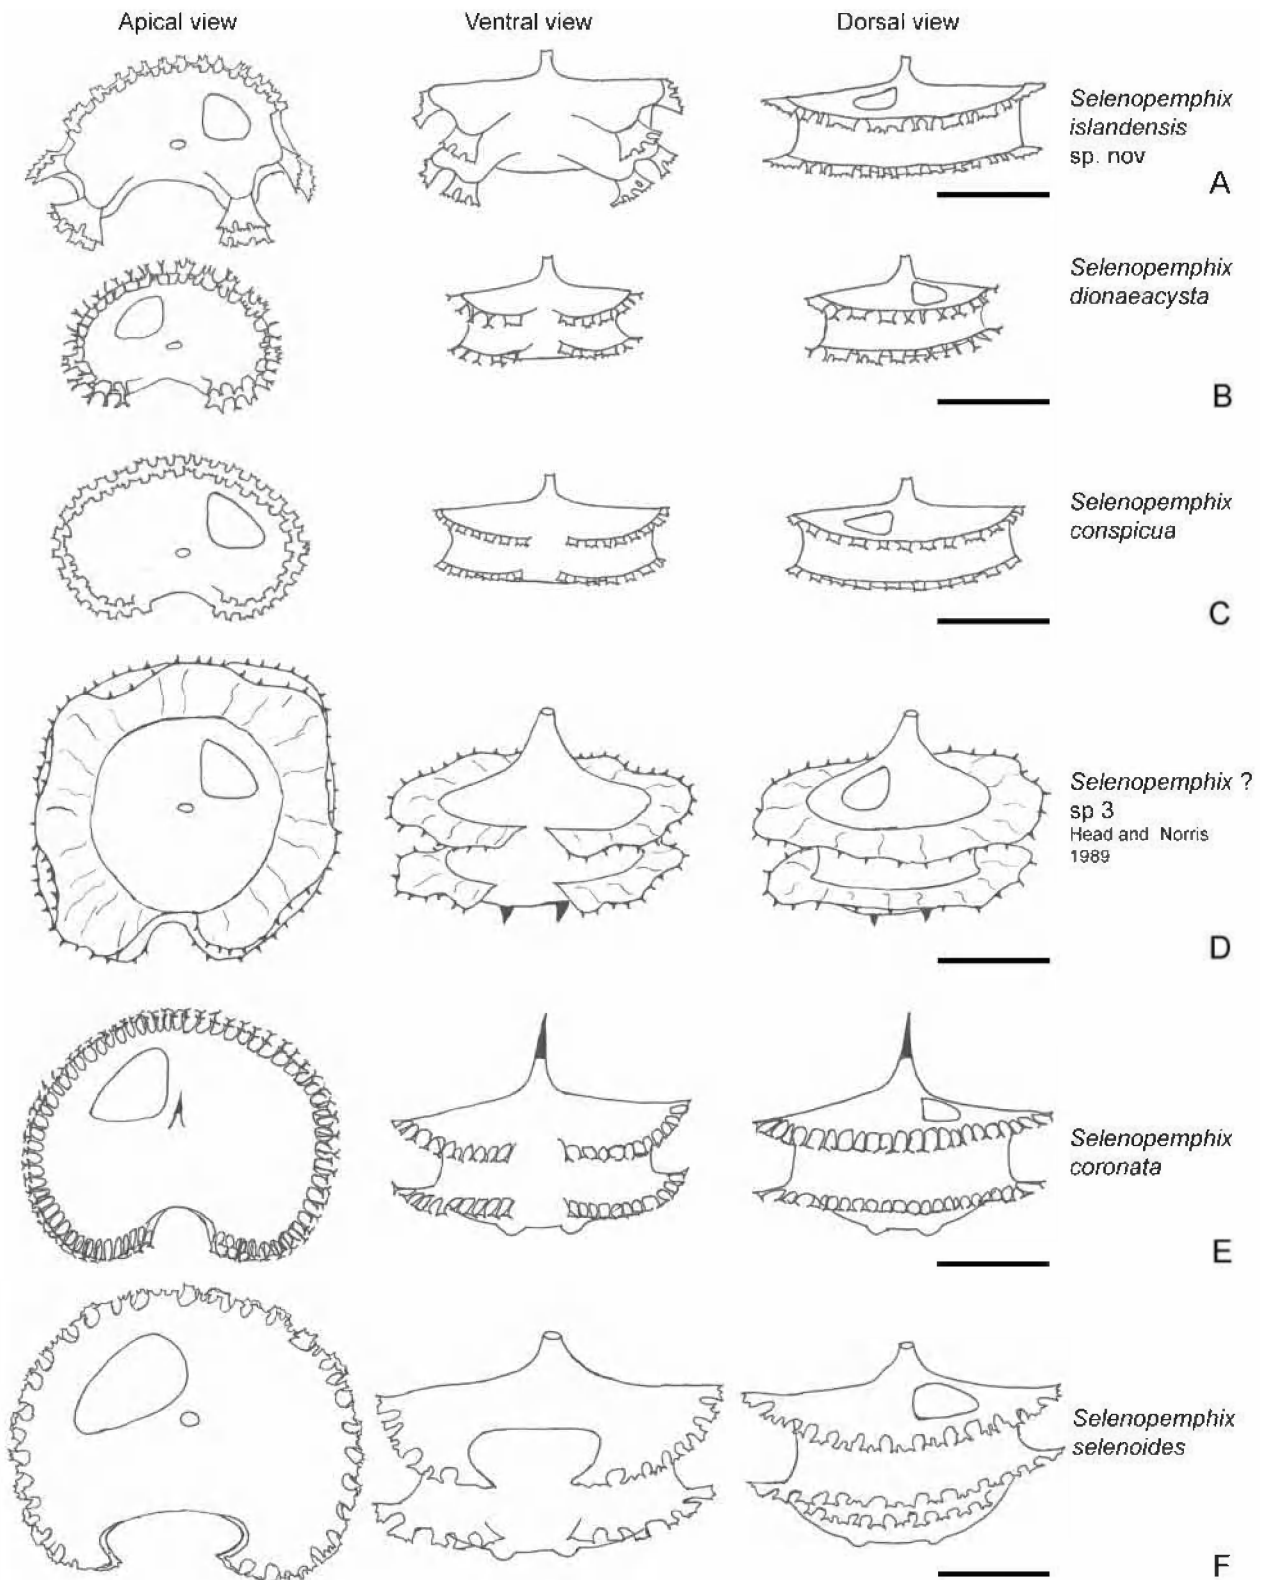 Apical view
Ventral view
Dorsal view
Selenopemphix
islandensis
sp. nov
A
Selenopemphix
dionaeacysta
B
Selenopemphix
conspicua
C
Selenopemphix ?
sp 3
Head and Norris
1989
D
Selenopemphix
coronata
E
Selenopemphix
selenoides
F